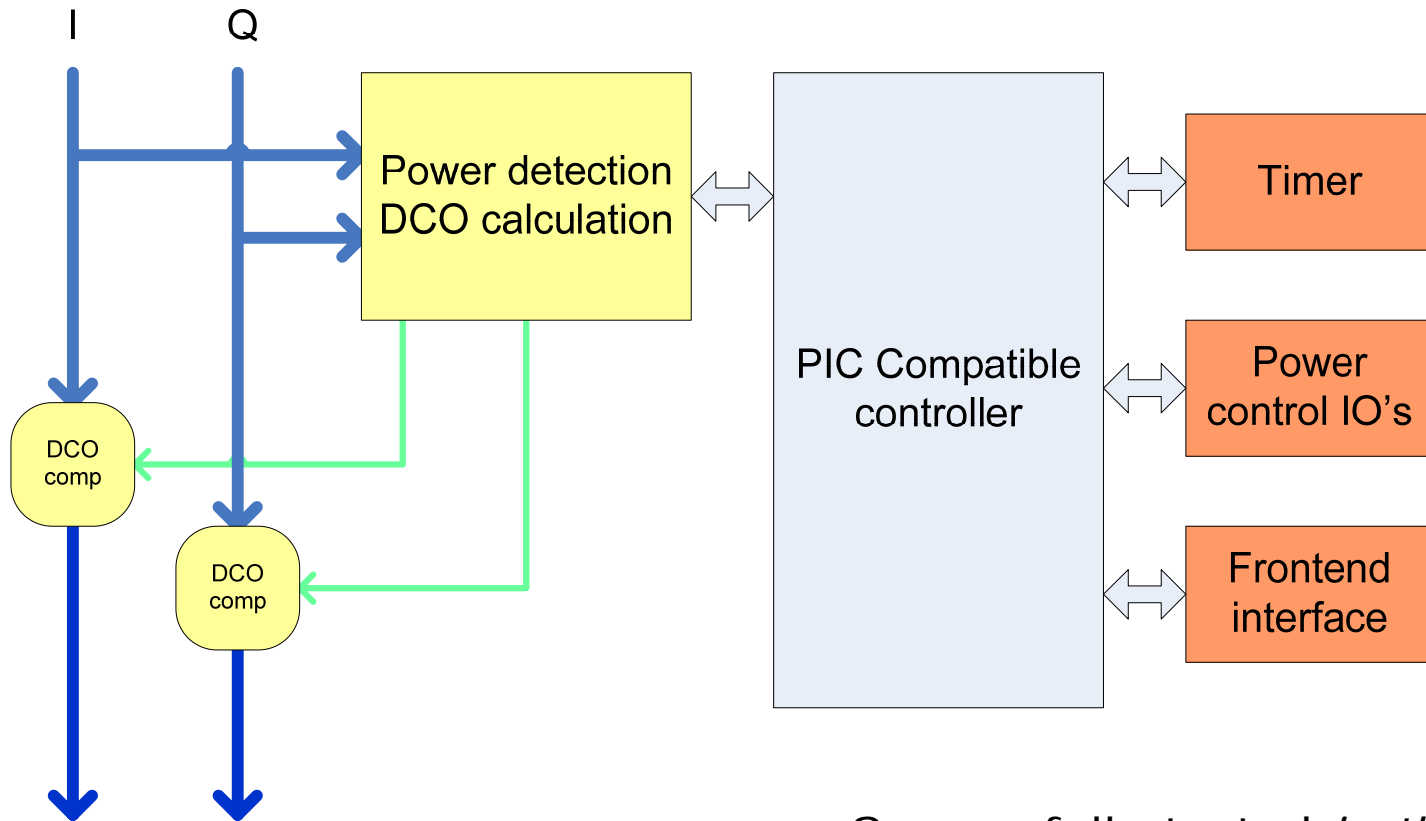 I
Q
Power detection
DCO calculation
PIC Compatible
controller
Timer
Power
control IO's
Frontend
interface
DCO
comp
DCO
comp